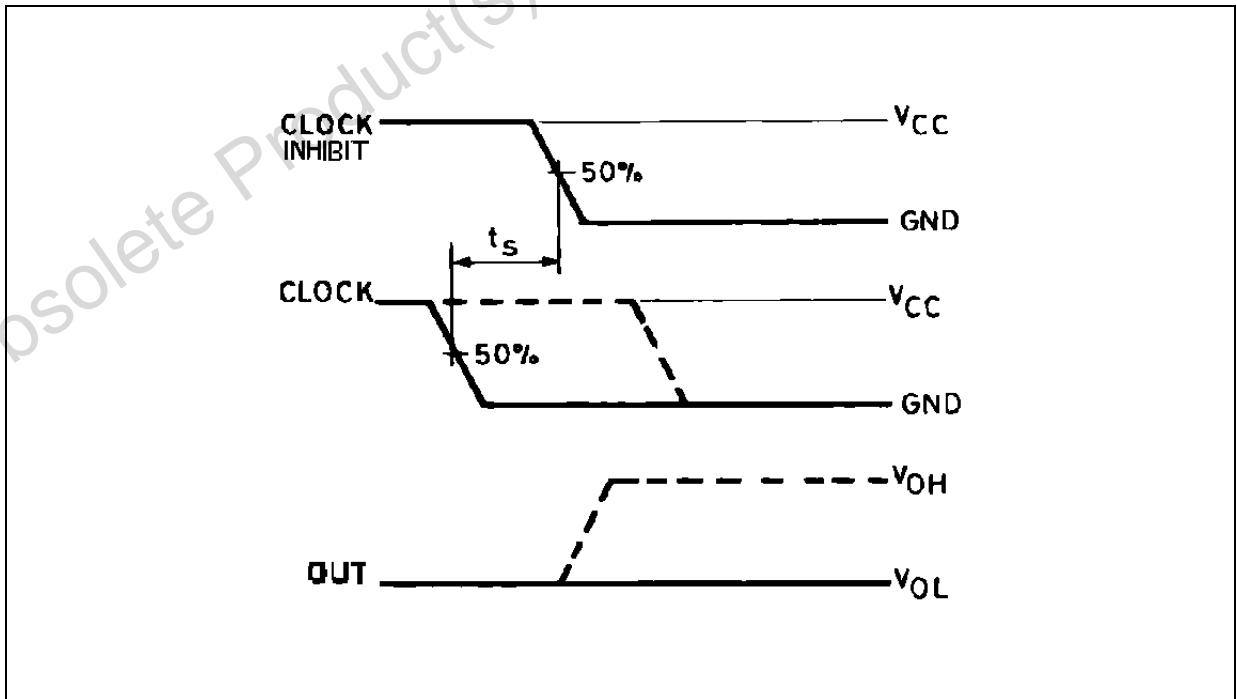 Obsolete Product(s)
CLOCK
INHIBIT
VCC
50%
GND
tS
CLOCK
VCC
50%
GND
VOH
OUT
VOL